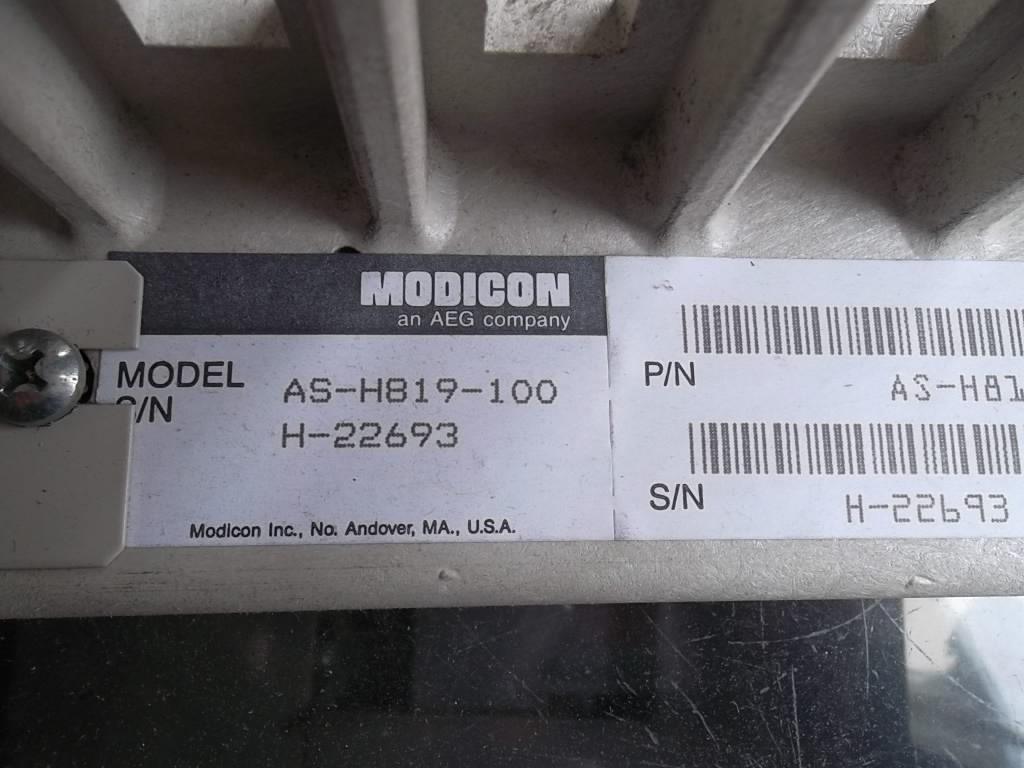 MODICON
an AEG company
MODEL AS-H819-100
S/N H-22693
Modicon Inc., No. Andover, MA., U.S.A.
P/N
AS-H81
S/N
H-22693